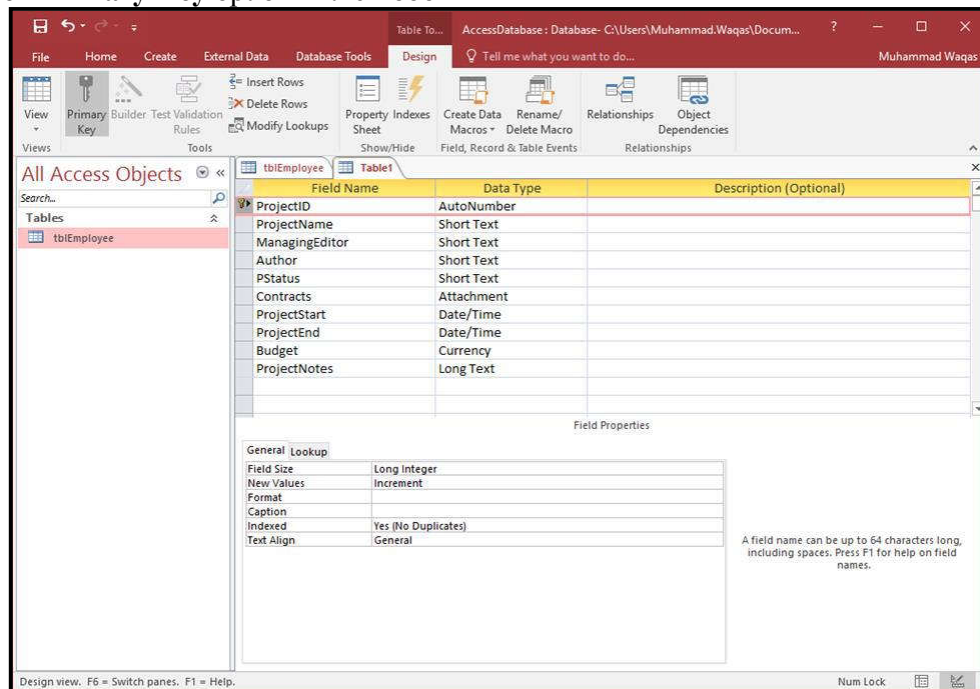 Table To... AccessDatabase : Database- C:\Users\Muhammad.Waqas\Docum... ?
File Home Create External Data Database Tools Design Tell me what you want to do... Muhammad Waqas
View
Primary Key
Builder
Test Validation Rules
Insert Rows
Delete Rows
Modify Lookups
Property Sheet
Indexes
Create Data Macros
Rename/ Delete Macro
Relationships
Object Dependencies
Views Tools Show/Hide Field, Record & Table Events Relationships
All Access Objects
Search...
Tables
tblEmployee
tblEmployee Table1
Field Name Data Type Description (Optional)
ProjectID AutoNumber
ProjectName Short Text
ManagingEditor Short Text
Author Short Text
PStatus Short Text
Contracts Attachment
ProjectStart Date/Time
ProjectEnd Date/Time
Budget Currency
ProjectNotes Long Text
Field Properties
General Lookup
Field Size Long Integer
New Values Increment
Format
Caption
Indexed Yes (No Duplicates)
Text Align General
A field name can be up to 64 characters long,
including spaces. Press F1 for help on field
names.
Design view. F6 = Switch panes. F1 = Help. Num Lock